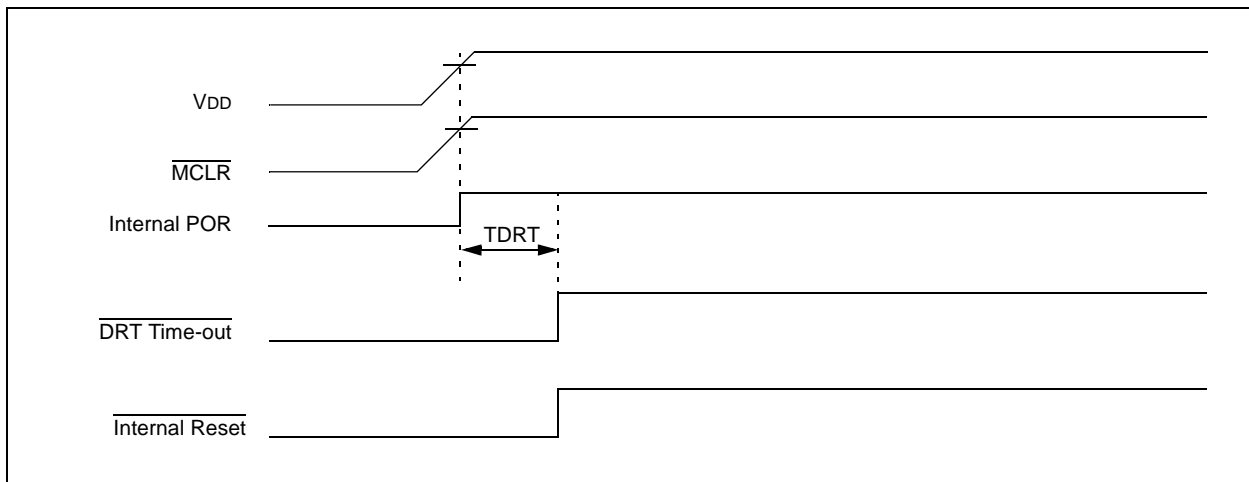 VDD
MCLR
Internal POR
TDRT
DRT Time-out
Internal Reset